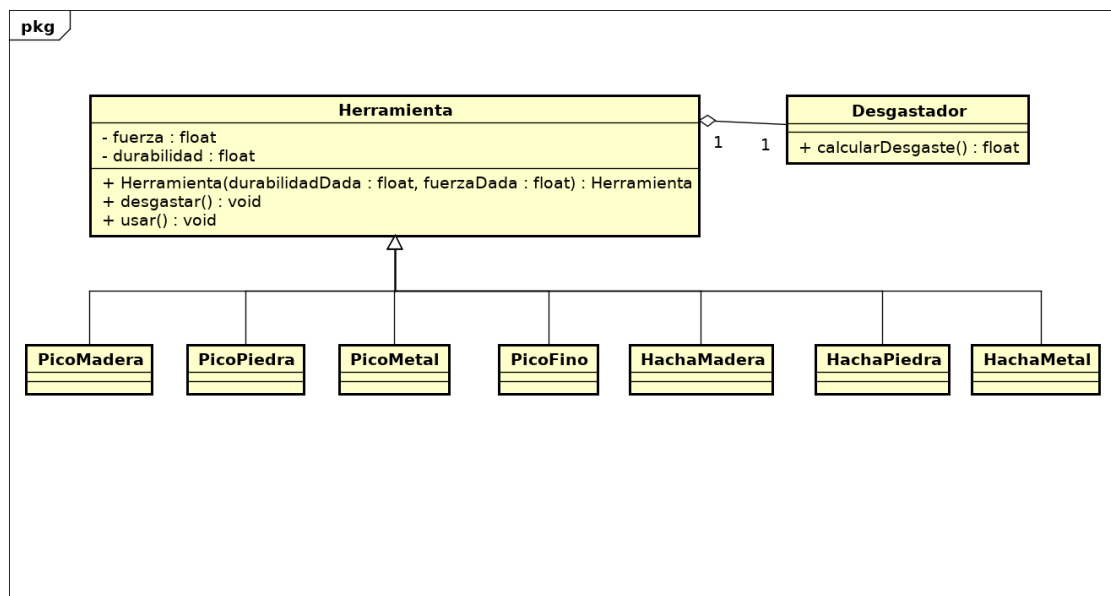 pkg
Herramienta
- fuerza : float
- durabilidad : float
+ Herramienta(durabilidadDada : float, fuerzaDada : float) : Herramienta
+ desgastar() : void
+ usar() : void
1
1
Desgastador
+ calcularDesgaste() : float
PicoMadera
PicoPiedra
PicoMetal
PicoFino
HachaMadera
HachaPiedra
HachaMetal